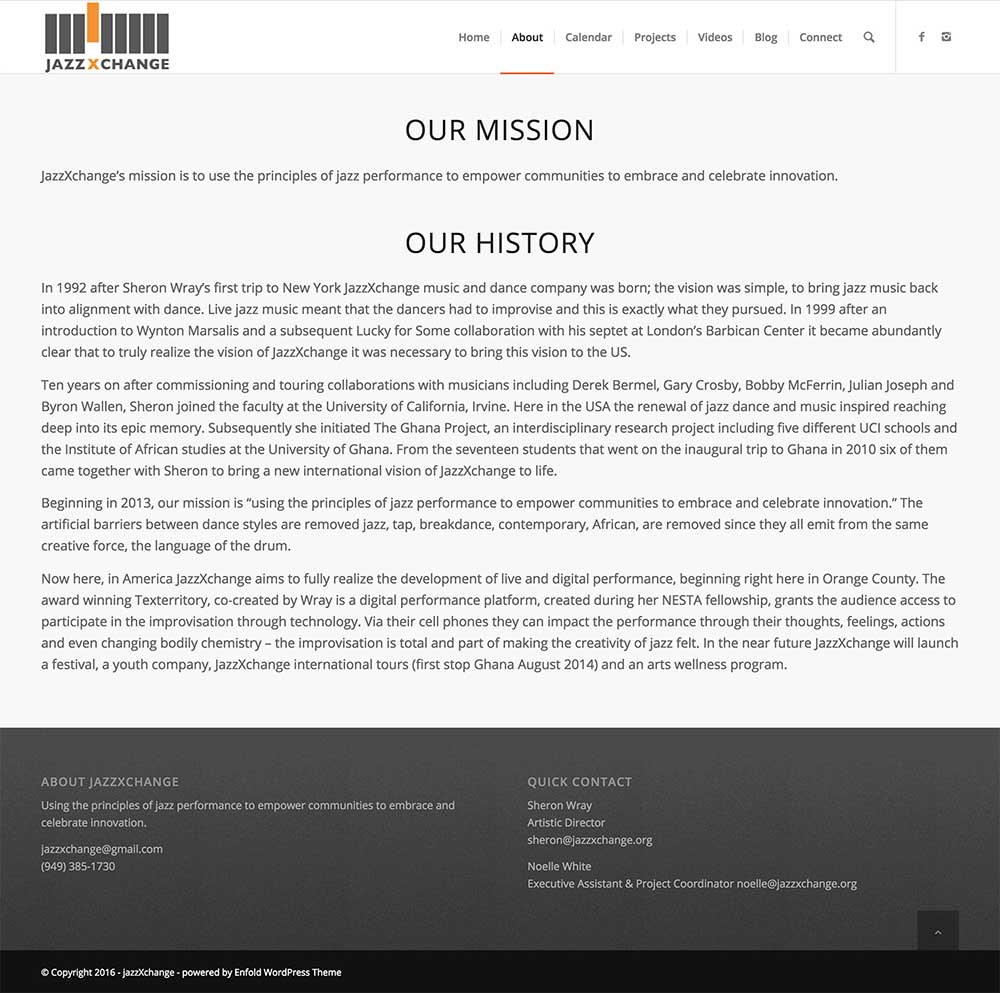 JAZZXCHANGE
Home About Calendar Projects Videos Blog Connect
OUR MISSION
JazzXchange’s mission is to use the principles of jazz performance to empower communities to embrace and celebrate innovation.
OUR HISTORY
In 1992 after Sheron Wray’s first trip to New York JazzXchange music and dance company was born; the vision was simple, to bring jazz music back
into alignment with dance. Live jazz music meant that the dancers had to improvise and this is exactly what they pursued. In 1999 after an
introduction to Wynton Marsalis and a subsequent Lucky for Some collaboration with his septet at London’s Barbican Center it became abundantly
clear that to truly realize the vision of JazzXchange it was necessary to bring this vision to the US.
Ten years on after commissioning and touring collaborations with musicians including Derek Bermel, Gary Crosby, Bobby McFerrin, Julian Joseph and
Byron Wallen, Sheron joined the faculty at the University of California, Irvine. Here in the USA the renewal of jazz dance and music inspired reaching
deep into its epic memory. Subsequently she initiated The Ghana Project, an interdisciplinary research project including five different UCI schools and
the Institute of African studies at the University of Ghana. From the seventeen students that went on the inaugural trip to Ghana in 2010 six of them
came together with Sheron to bring a new international vision of JazzXchange to life.
Beginning in 2013, our mission is “using the principles of jazz performance to empower communities to embrace and celebrate innovation.” The
artificial barriers between dance styles are removed jazz, tap, breakdance, contemporary, African, are removed since they all emit from the same
creative force, the language of the drum.
Now here, in America JazzXchange aims to fully realize the development of live and digital performance, beginning right here in Orange County. The
award winning Texterritory, co-created by Wray is a digital performance platform, created during her NESTA fellowship, grants the audience access to
participate in the improvisation through technology. Via their cell phones they can impact the performance through their thoughts, feelings, actions
and even changing bodily chemistry – the improvisation is total and part of making the creativity of jazz felt. In the near future JazzXchange will launch
a festival, a youth company, JazzXchange international tours (first stop Ghana August 2014) and an arts wellness program.
ABOUT JAZZXCHANGE
Using the principles of jazz performance to empower communities to embrace and
celebrate innovation.
jazzxchange@gmail.com
(949) 385-1730
QUICK CONTACT
Sheron Wray
Artistic Director
sheron@jazzxchange.org
Noelle White
Executive Assistant & Project Coordinator noelle@jazzxchange.org
© Copyright 2016 - jazzXchange - powered by Enfold WordPress Theme